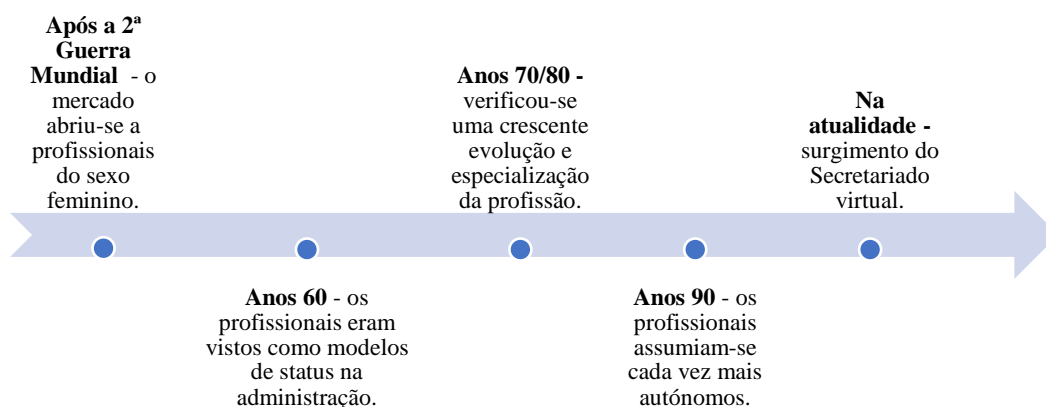 Após a 2ª
Guerra
Mundial - o
mercado
abriu-se a
profissionais
do sexo
feminino.
Anos 60 - os
profissionais eram
vistos como modelos
de status na
administração.
Anos 70/80 -
verificou-se
uma crescente
evolução e
especialização
da profissão.
Anos 90 - os
profissionais
assumiam-se
cada vez mais
autónomos.
Na
atualidade -
surgimento do
Secretariado
virtual.